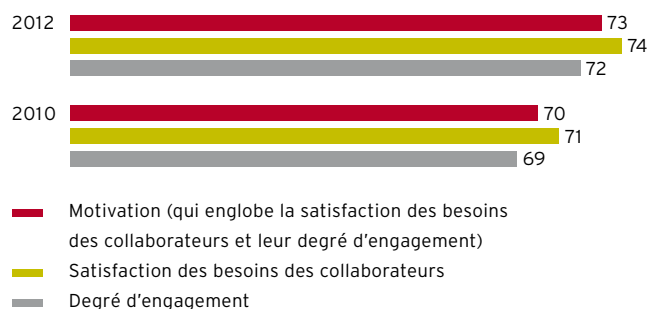 2012
73
74
72
2010
70
71
69
Motivation (qui englobe la satisfaction des besoins
des collaborateurs et leur degré d'engagement)
Satisfaction des besoins des collaborateurs
Degré d'engagement